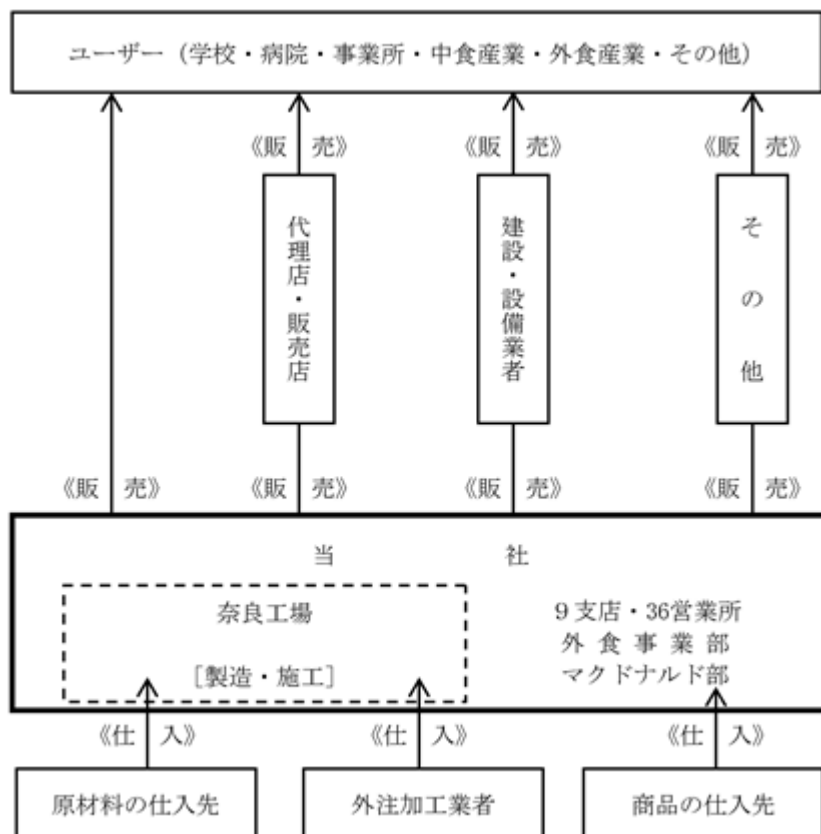 ユーザー（学校・病院・事業所・中食産業・外食産業・その他）
《販 売》 《販 売》 《販 売》
代理店・販売店
建設・設備業者
その他
《販 売》 《販 売》 《販 売》 《販 売》
当 社
奈良工場
［製造・施工］
９支店・36営業所
外食事業部
マクドナルド部
《仕 入》 《仕 入》 《仕 入》
原材料の仕入先
外注加工業者
商品の仕入先